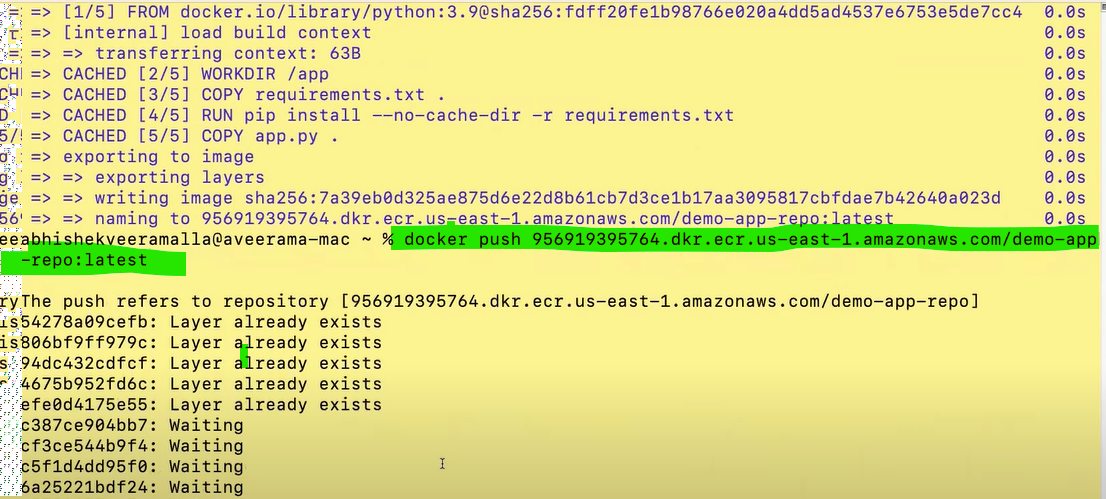 => [1/5] FROM docker.io/library/python:3.9@sha256:fdff20fe1b98766e020a4dd5ad4537e6753e5de7cc4 0.0s
=> [internal] load build context 0.0s
=> => transferring context: 63B 0.0s
=> CACHED [2/5] WORKDIR /app 0.0s
=> CACHED [3/5] COPY requirements.txt . 0.0s
=> CACHED [4/5] RUN pip install --no-cache-dir -r requirements.txt 0.0s
=> CACHED [5/5] COPY app.py . 0.0s
=> exporting to image 0.0s
=> => exporting layers 0.0s
=> => writing image sha256:7a39eb0d325ae875d6e22d8b61cb7d3ce1b17aa3095817cbfdae7b42640a023d 0.0s
=> => naming to 956919395764.dkr.ecr.us-east-1.amazonaws.com/demo-app-repo:latest 0.0s
abhishekveeramalla@aveerama-mac ~ % docker push 956919395764.dkr.ecr.us-east-1.amazonaws.com/demo-app
-repo:latest
The push refers to repository [956919395764.dkr.ecr.us-east-1.amazonaws.com/demo-app-repo]
54278a09cefb: Layer already exists
806bf9ff979c: Layer already exists
94dc432cdfcf: Layer already exists
4675b952fd6c: Layer already exists
efe0d4175e55: Layer already exists
c387ce904bb7: Waiting
cf3ce544b9f4: Waiting
c5f1d4dd95f0: Waiting
6a25221bdf24: Waiting